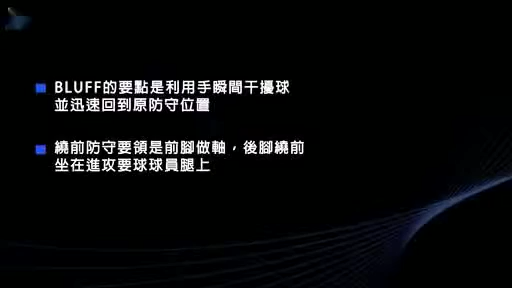 BLUFF的要點是利用手瞬間干擾球
並迅速回到原防守位置
繞前防守要領是前腳做軸，後腳繞前
坐在進攻要球球員腿上